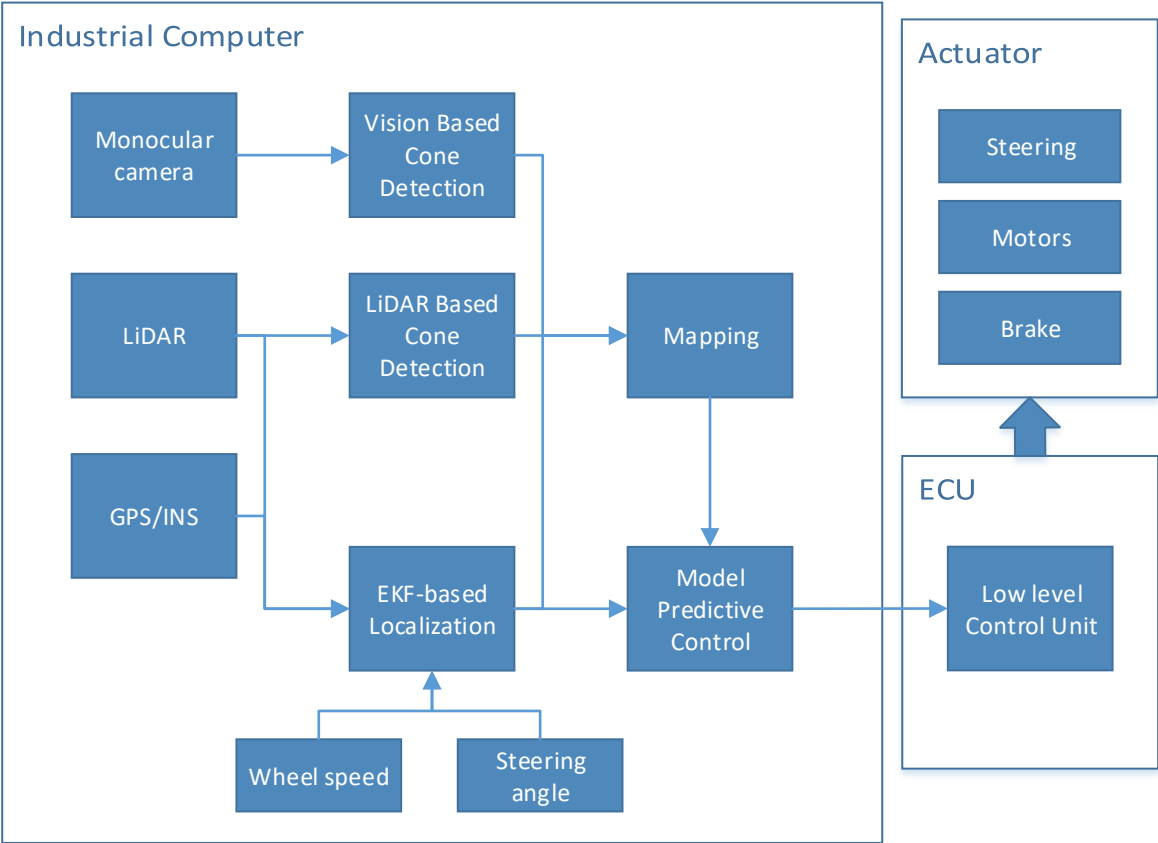 Industrial Computer
Monocular
camera
Vision Based
Cone
Detection
LiDAR
LiDAR Based
Cone
Detection
Mapping
GPS/INS
EKF-based
Localization
Model
Predictive
Control
Wheel speed
Steering
angle
Actuator
Steering
Motors
Brake
ECU
Low level
Control Unit